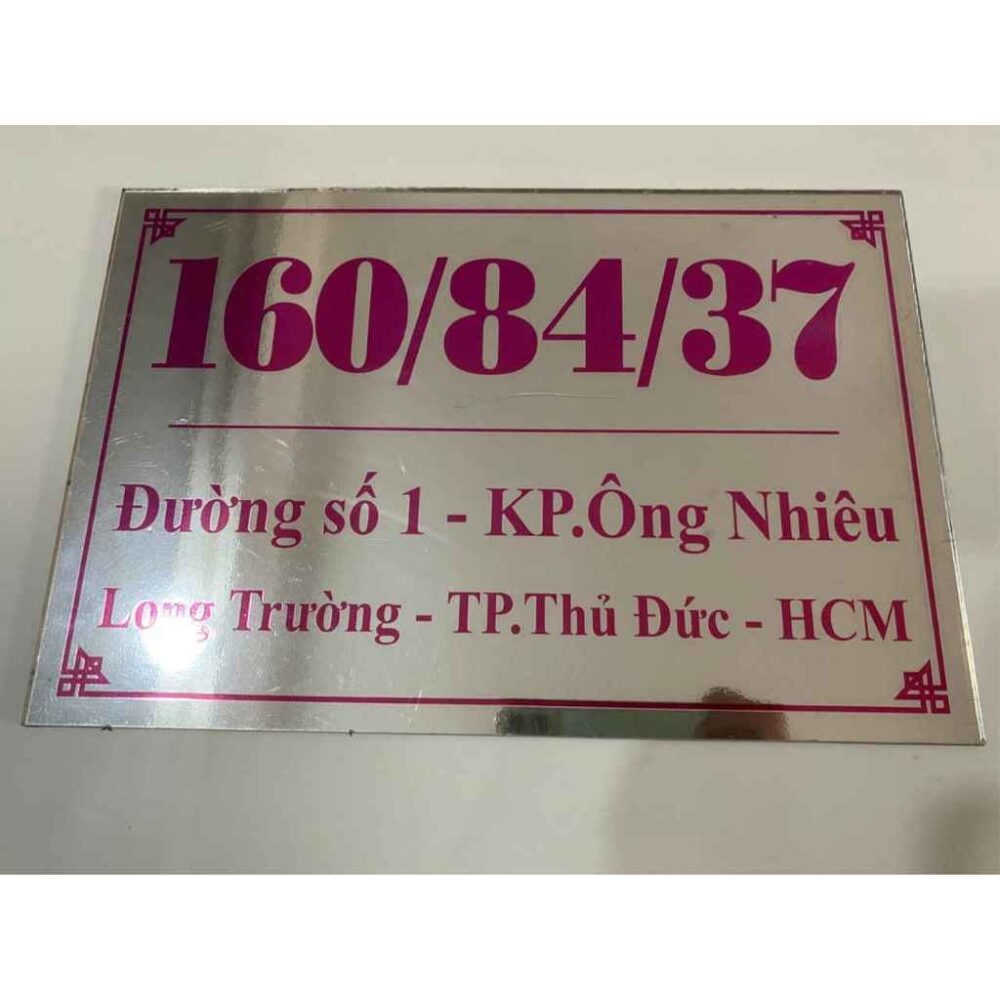 160/84/37
Đường số 1 - KP.Ông Nhiêu
Long Trường - TP.Thủ Đức - HCM